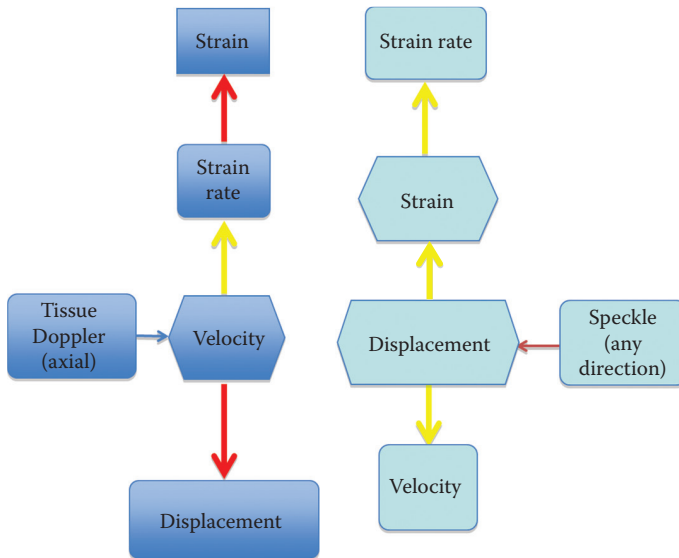 Strain
Strain
rate
Tissue
Doppler
(axial)
Velocity
Displacement
Strain rate
Strain
Displacement
Speckle
(any
direction)
Velocity